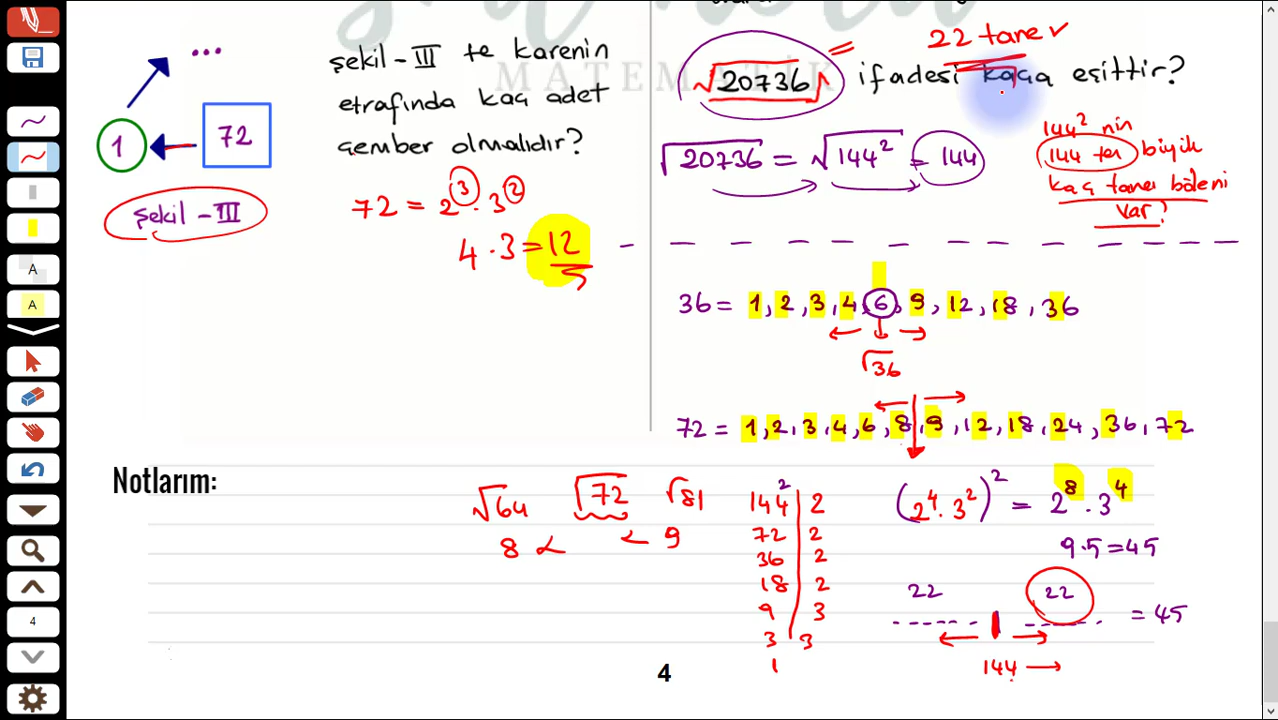 ...
1
72
Şekil - III
şekil - III te karenin
etrafında kaç adet
çember olmalıdır?
72 = 2³ · 3²
4 · 3 = 12
MATEMATİK
22 tane
√20736 ifadesi kaça eşittir?
√20736 = √144² = 144
144² nin
144 ten büyük
kaç tane böleni
var?
36 = 1, 2, 3, 4, 6, 9, 12, 18, 36
√36
72 = 1, 2, 3, 4, 6, 8, 9, 12, 18, 24, 36, 72
Notlarım:
√64 √72 √81
8 < < 9
144² 2
72 2
36 2
18 2
9 3
3 3
1
(2⁴ · 3²)² = 2⁸ · 3⁴
9 · 5 = 45
22 22
= 45
144 →
4
A
A
4